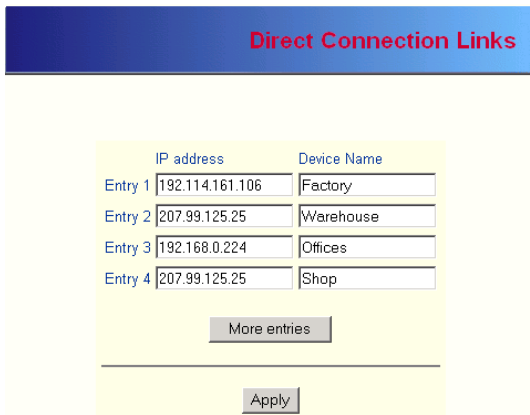 Direct Connection Links
IP address Device Name
Entry 1 192.114.161.106 Factory
Entry 2 207.99.125.25 Warehouse
Entry 3 192.168.0.224 Offices
Entry 4 207.99.125.25 Shop
More entries
Apply